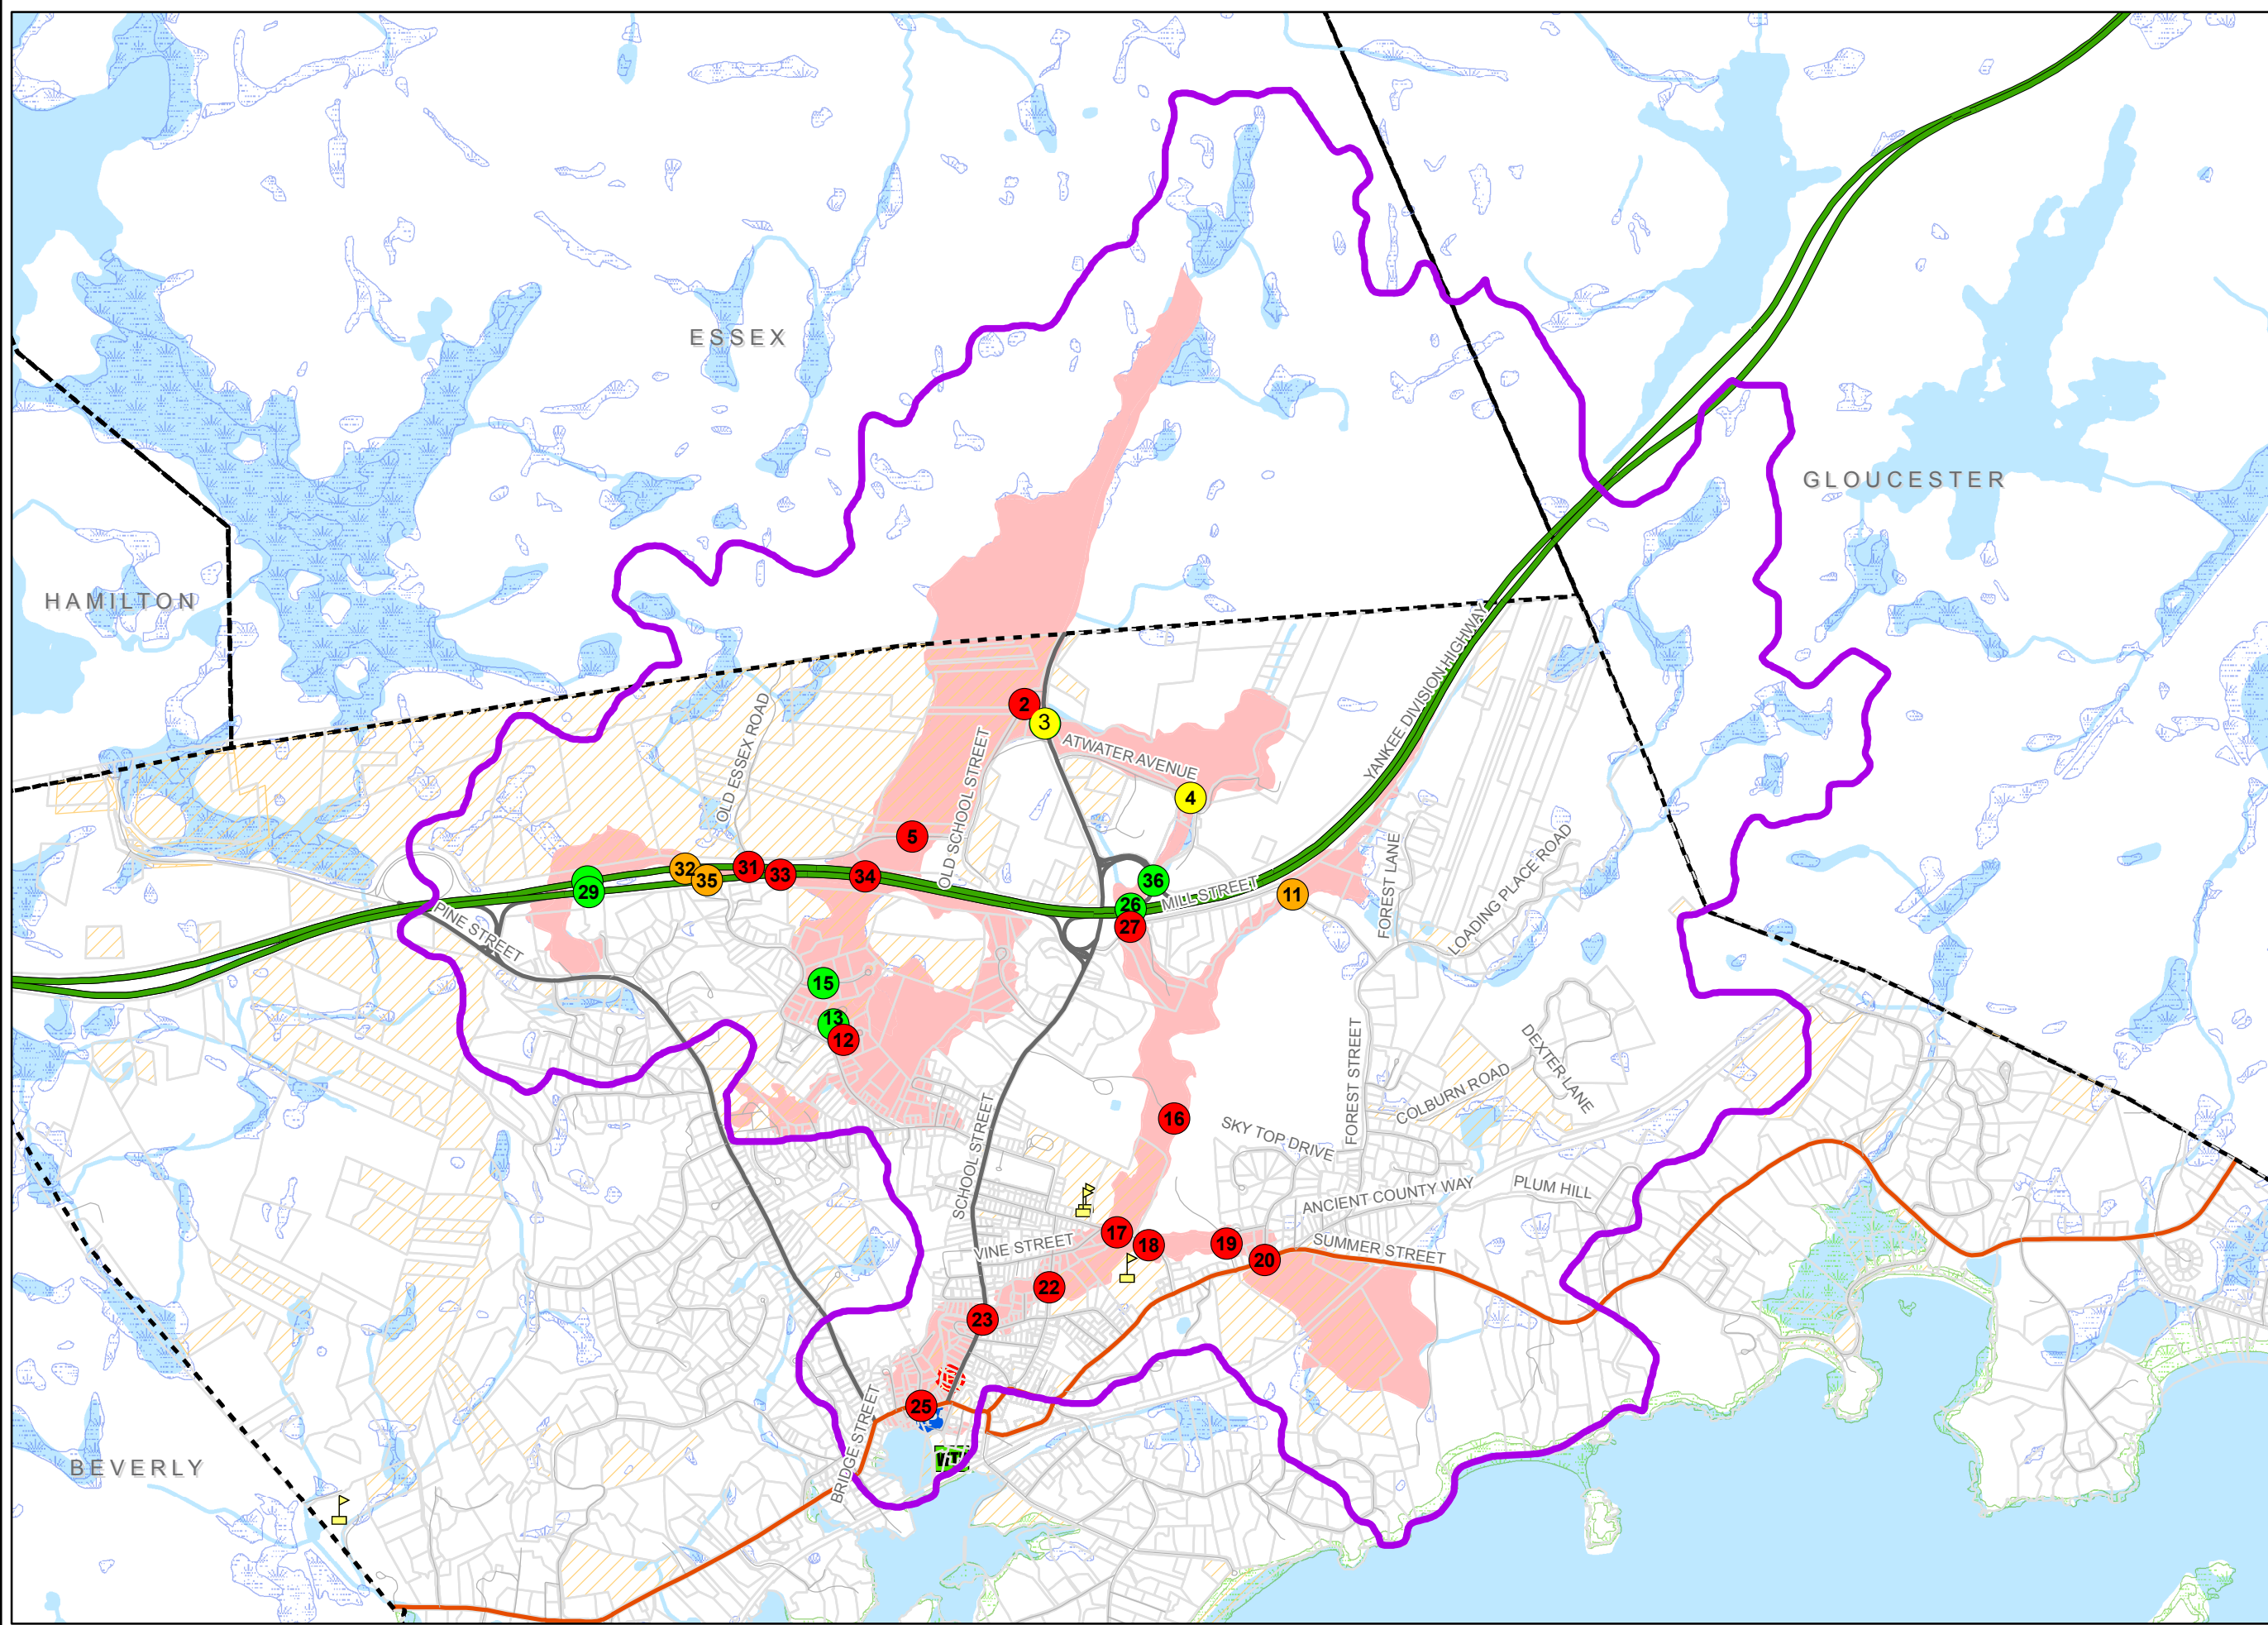 ESSEX
GLOUCESTER
HAMILTON
YANKEE DIVISION HIGHWAY
OLD ESSEX ROAD
2
3
OLD SCHOOL STREET
ATWATER AVENUE
4
5
32
35
31
33
34
29
36
26
27
MILL STREET
11
FOREST LANE
LOADING PLACE ROAD
PINE STREET
15
13
12
16
DEXTER LANE
COLBURN ROAD
FOREST STREET
SKY TOP DRIVE
SCHOOL STREET
ANCIENT COUNTY WAY
PLUM HILL
17
18
19
20
VINE STREET
SUMMER STREET
22
23
25
BRIDGE STREET
BEVERLY